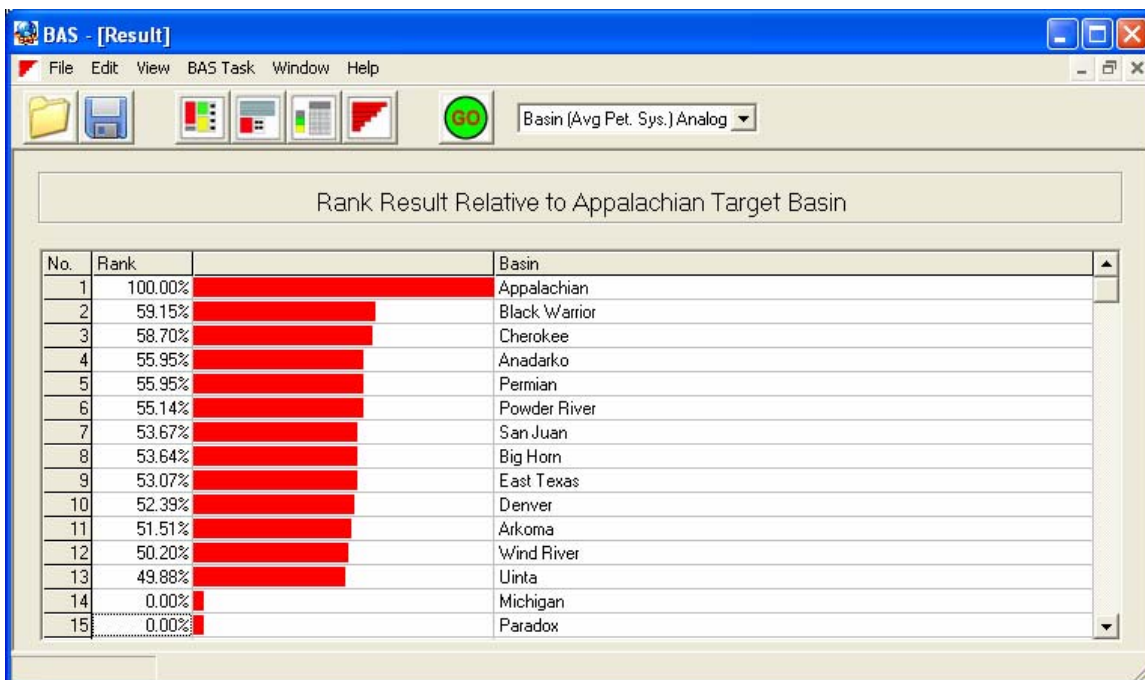 BAS - [Result]
File Edit View BAS Task Window Help
GO Basin (Avg Pet. Sys.) Analog
Rank Result Relative to Appalachian Target Basin
No. Rank Basin
1 100.00% Appalachian
2 59.15% Black Warrior
3 58.70% Cherokee
4 55.95% Anadarko
5 55.95% Permian
6 55.14% Powder River
7 53.67% San Juan
8 53.64% Big Horn
9 53.07% East Texas
10 52.39% Denver
11 51.51% Arkoma
12 50.20% Wind River
13 49.88% Uinta
14 0.00% Michigan
15 0.00% Paradox